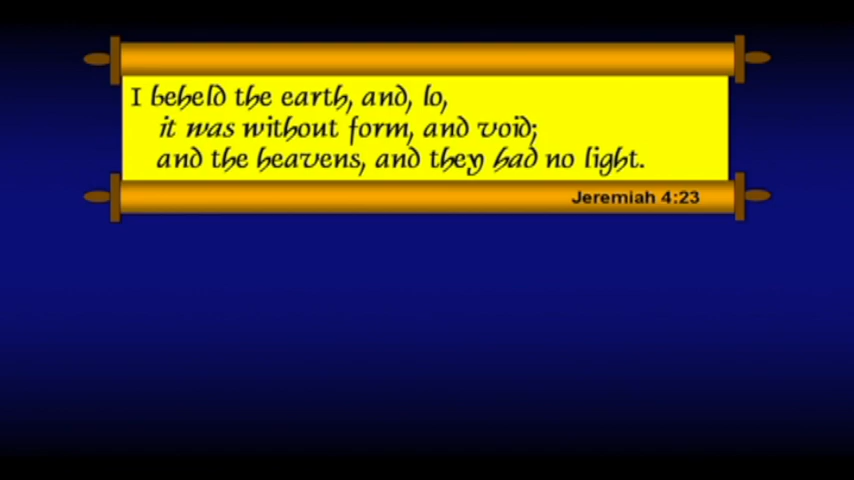 I beheld the earth, and, lo,
it was without form, and void;
and the heavens, and they had no light.
Jeremiah 4:23